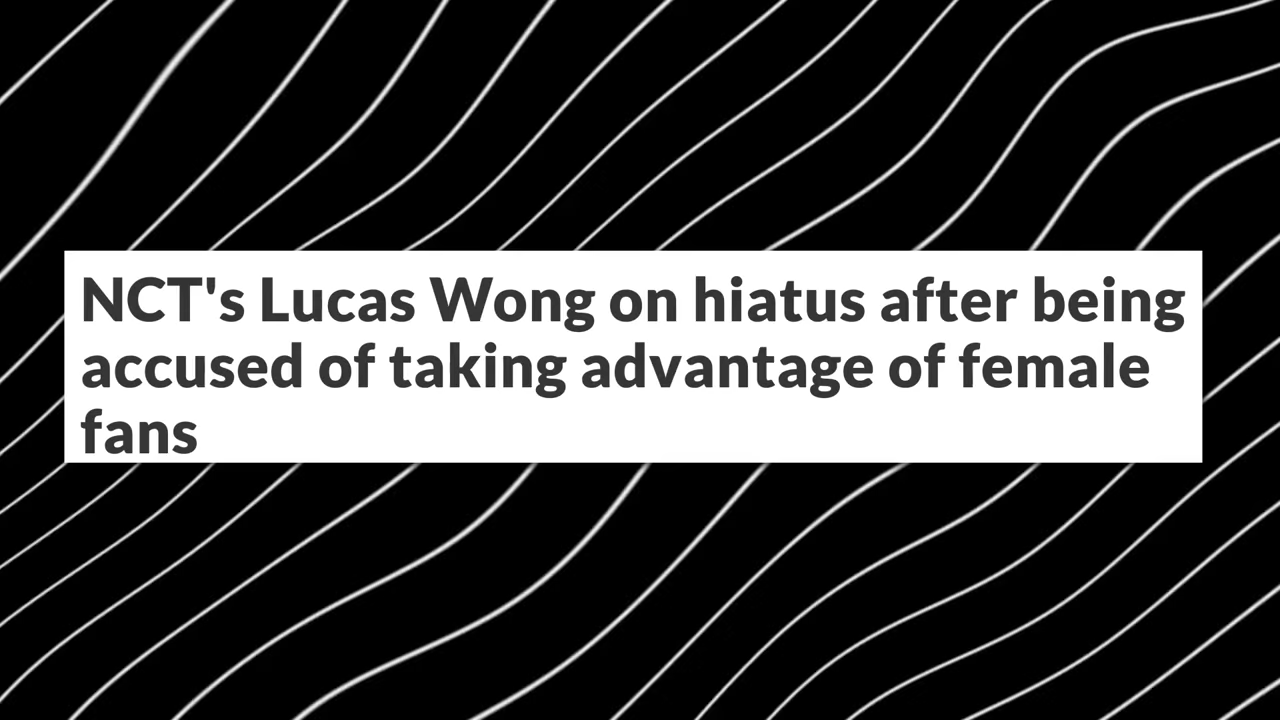 NCT's Lucas Wong on hiatus after being
accused of taking advantage of female
fans